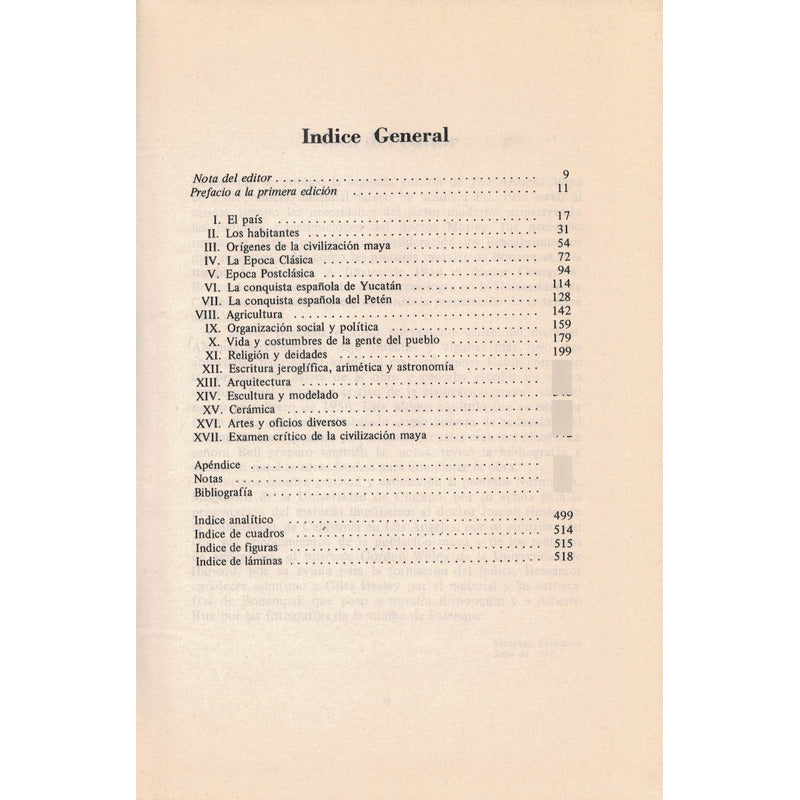 Indice General
Nota del editor . . . . . . . . . . . . . . . . . . . . . . . . . . . . . . . . . . . 9
Prefacio a la primera edición . . . . . . . . . . . . . . . . . . . . . . . . . . 11
I. El país . . . . . . . . . . . . . . . . . . . . . . . . . . . . . . . . . . . . 17
II. Los habitantes . . . . . . . . . . . . . . . . . . . . . . . . . . . . . . . 31
III. Orígenes de la civilización maya . . . . . . . . . . . . . . . . . . . . 54
IV. La Epoca Clásica . . . . . . . . . . . . . . . . . . . . . . . . . . . . . 72
V. Epoca Postclásica . . . . . . . . . . . . . . . . . . . . . . . . . . . . . 94
VI. La conquista española de Yucatán . . . . . . . . . . . . . . . . . . . 114
VII. La conquista española del Petén . . . . . . . . . . . . . . . . . . . . 128
VIII. Agricultura . . . . . . . . . . . . . . . . . . . . . . . . . . . . . . . . 142
IX. Organización social y política . . . . . . . . . . . . . . . . . . . . . . 159
X. Vida y costumbres de la gente del pueblo . . . . . . . . . . . . . . . 179
XI. Religión y deidades . . . . . . . . . . . . . . . . . . . . . . . . . . . . 199
XII. Escritura jeroglífica, arimética y astronomía . . . . . . . . . . . . .
XIII. Arquitectura . . . . . . . . . . . . . . . . . . . . . . . . . . . . . . .
XIV. Escultura y modelado . . . . . . . . . . . . . . . . . . . . . . . . . .
XV. Cerámica . . . . . . . . . . . . . . . . . . . . . . . . . . . . . . . . . .
XVI. Artes y oficios diversos . . . . . . . . . . . . . . . . . . . . . . . . .
XVII. Examen crítico de la civilización maya . . . . . . . . . . . . . . . .
Apéndice . . . . . . . . . . . . . . . . . . . . . . . . . . . . . . . . . . . . .
Notas . . . . . . . . . . . . . . . . . . . . . . . . . . . . . . . . . . . . . . .
Bibliografía . . . . . . . . . . . . . . . . . . . . . . . . . . . . . . . . . . .
Indice analítico . . . . . . . . . . . . . . . . . . . . . . . . . . . . . . . . . 499
Indice de cuadros . . . . . . . . . . . . . . . . . . . . . . . . . . . . . . . . 514
Indice de figuras . . . . . . . . . . . . . . . . . . . . . . . . . . . . . . . . 515
Indice de láminas . . . . . . . . . . . . . . . . . . . . . . . . . . . . . . . . 518